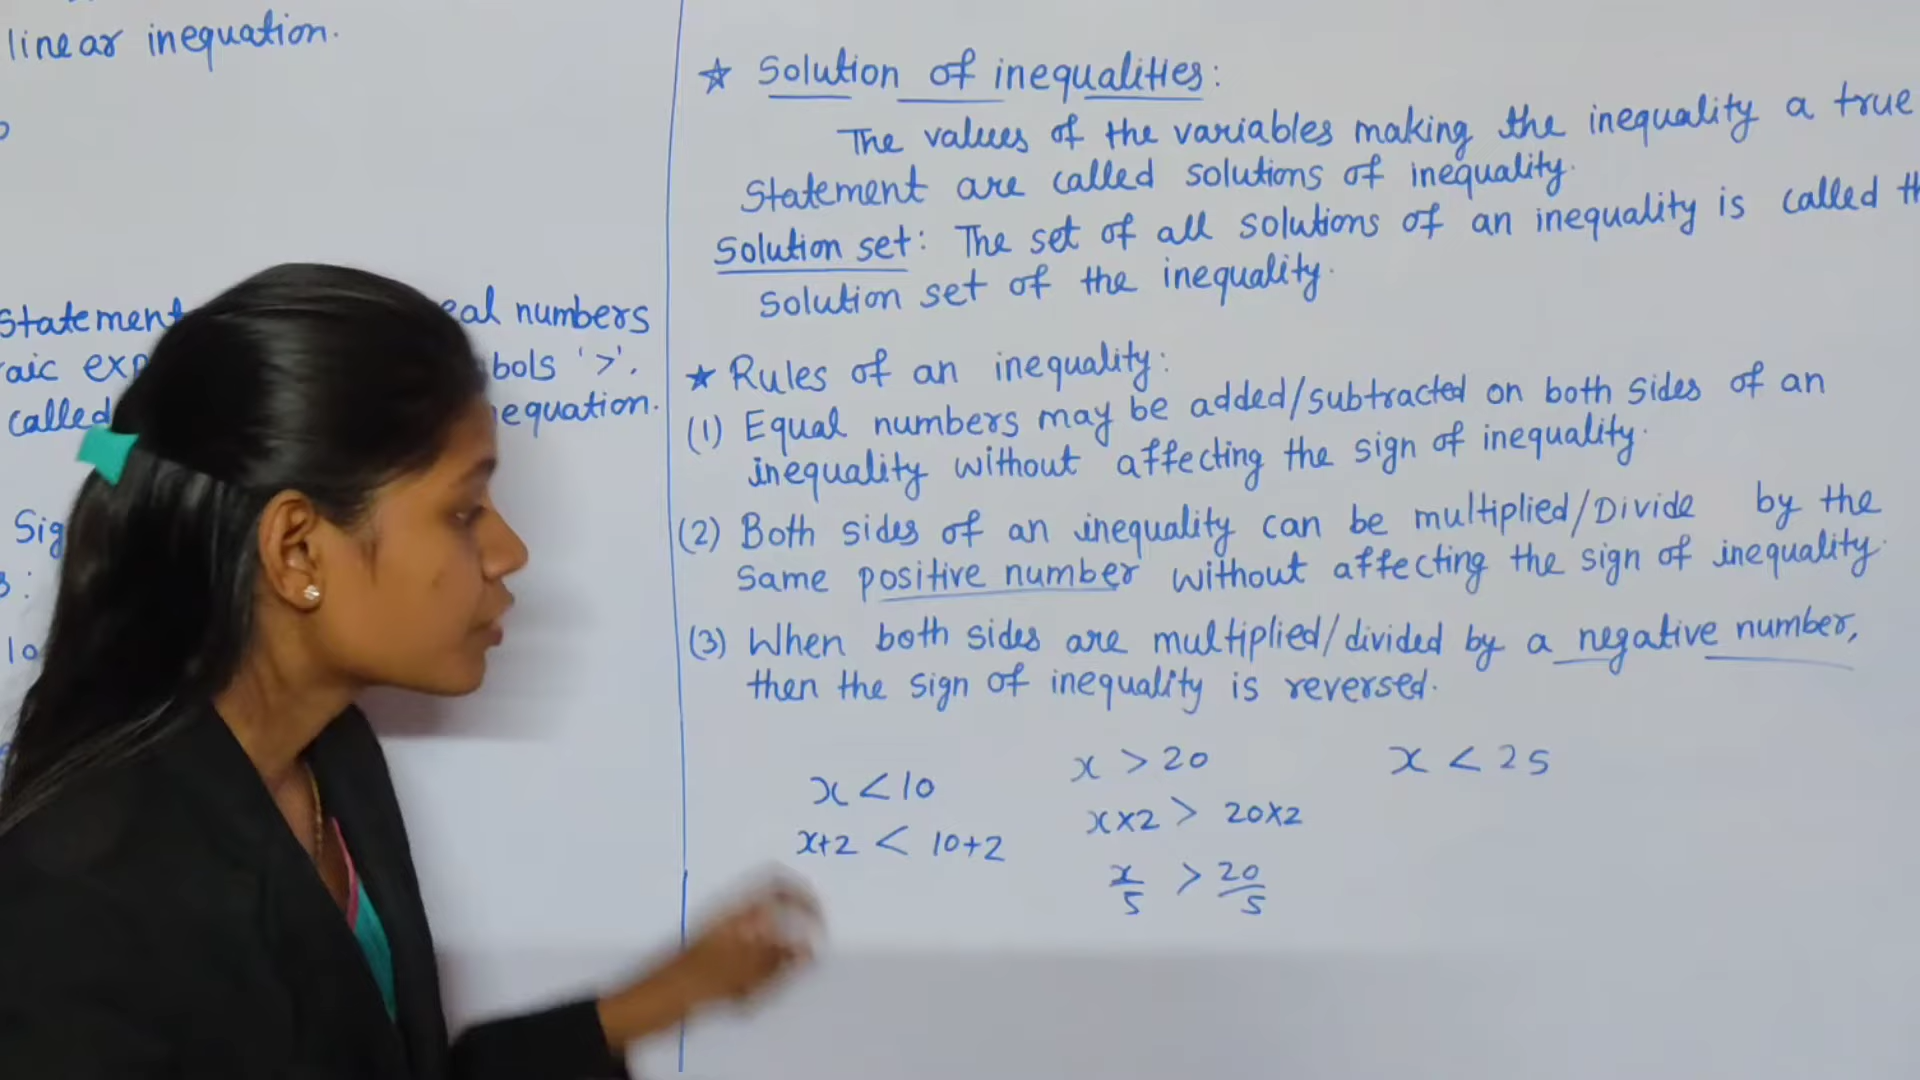 linear inequation.
Statement eal numbers
aic exp bols '>'.
called equation.
Sig
3:
10
☆ Solution of inequalities:
The values of the variables making the inequality a true
Statement are called solutions of inequality.
Solution set: The set of all solutions of an inequality is called th
Solution set of the inequality.
★ Rules of an inequality:
(1) Equal numbers may be added/subtracted on both sides of an
inequality without affecting the sign of inequality.
(2) Both sides of an inequality can be multiplied/Divide by the
same positive number without affecting the sign of inequality.
(3) When both sides are multiplied/divided by a negative number,
then the sign of inequality is reversed.
x < 10
x+2 < 10+2
x > 20
x×2 > 20×2
x/5 > 20/5
x < 25